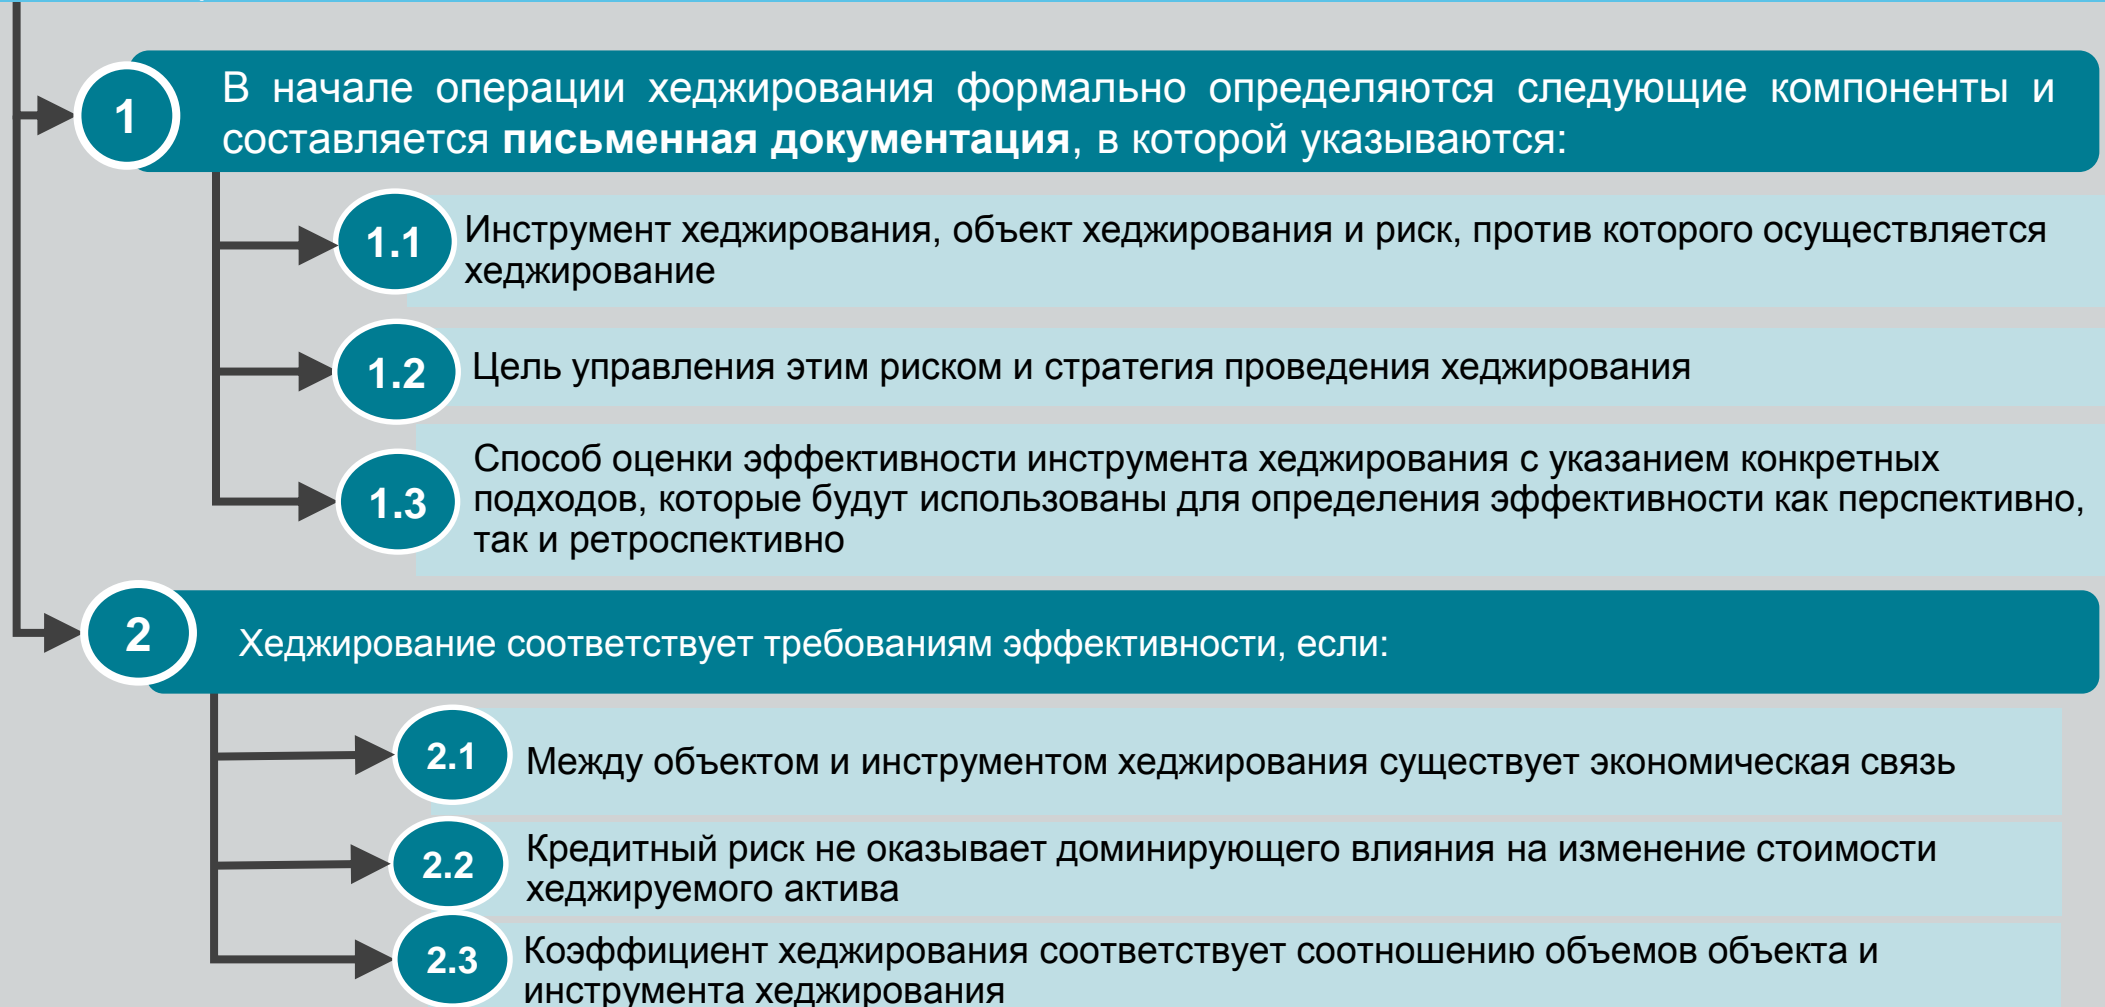 1
В начале операции хеджирования формально определяются следующие компоненты и
составляется письменная документация, в которой указываются:
1.1
Инструмент хеджирования, объект хеджирования и риск, против которого осуществляется
хеджирование
1.2
Цель управления этим риском и стратегия проведения хеджирования
1.3
Способ оценки эффективности инструмента хеджирования с указанием конкретных
подходов, которые будут использованы для определения эффективности как перспективно,
так и ретроспективно
2
Хеджирование соответствует требованиям эффективности, если:
2.1
Между объектом и инструментом хеджирования существует экономическая связь
2.2
Кредитный риск не оказывает доминирующего влияния на изменение стоимости
хеджируемого актива
2.3
Коэффициент хеджирования соответствует соотношению объемов объекта и
инструмента хеджирования